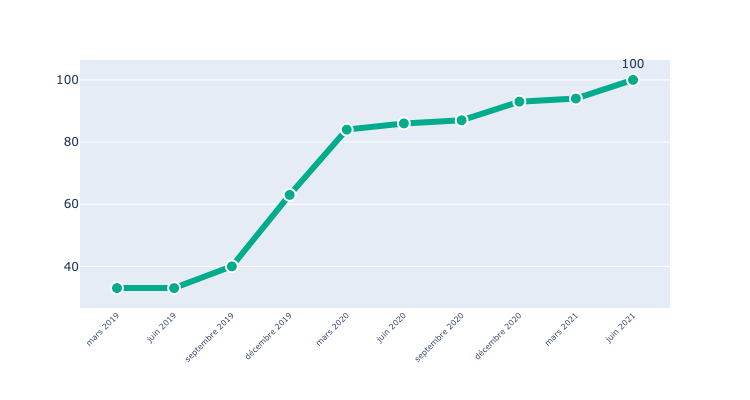 100
100
80
60
40
mars 2019
juin 2019
septembre 2019
décembre 2019
mars 2020
juin 2020
septembre 2020
décembre 2020
mars 2021
juin 2021